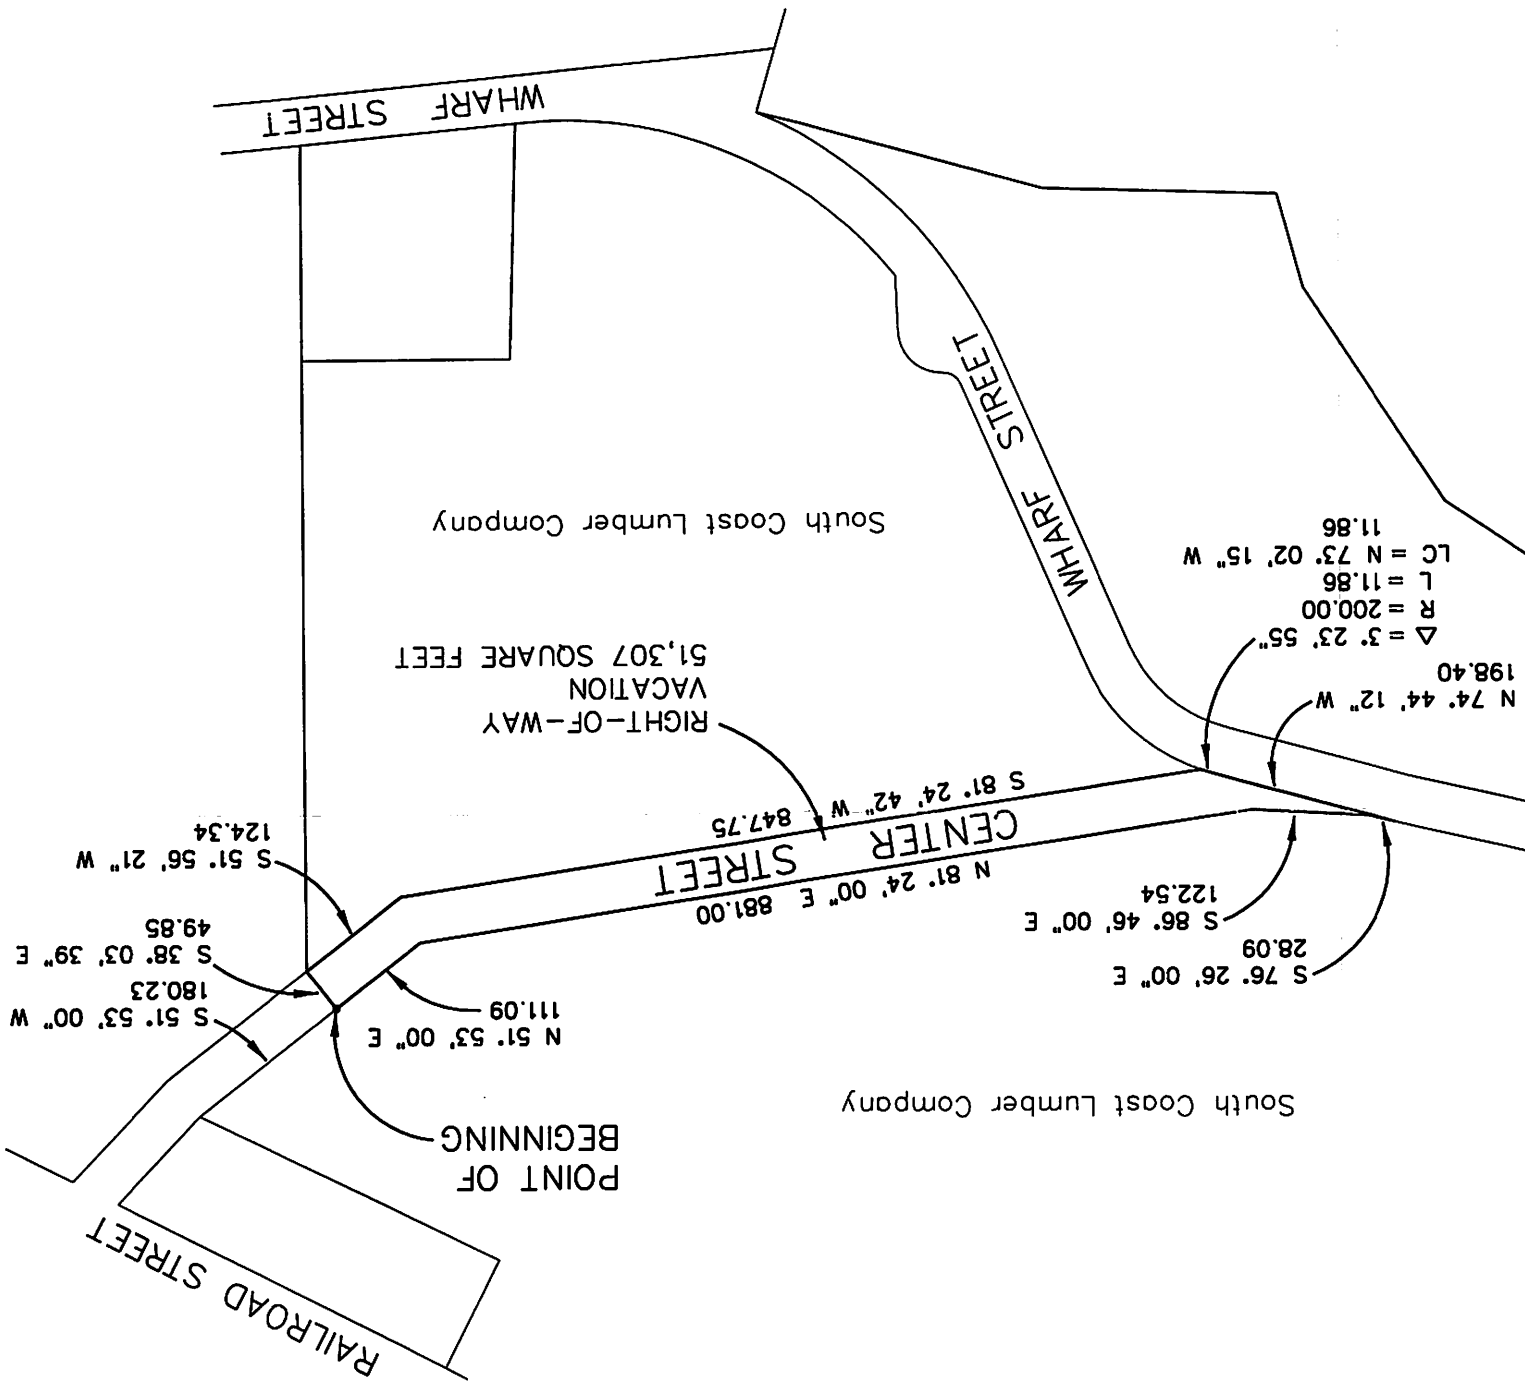 RAILROAD STREET
POINT OF
BEGINNING
South Coast Lumber Company
S 51° 53' 00" W
180.23
N 51° 53' 00" E
111.09
S 38° 03' 39" E
49.85
S 76° 26' 00" E
28.09
S 86° 46' 00" E
122.54
N 81° 24' 00" E 881.00
CENTER STREET
S 81° 24' 42" W 847.75
S 51° 56' 21" W
124.34
RIGHT-OF-WAY
VACATION
51,307 SQUARE FEET
N 74° 44' 12" W
198.40
Δ = 3° 23' 55"
R = 200.00
L = 11.86
LC = N 73° 02' 15" W
11.86
WHARF STREET
South Coast Lumber Company
WHARF STREET